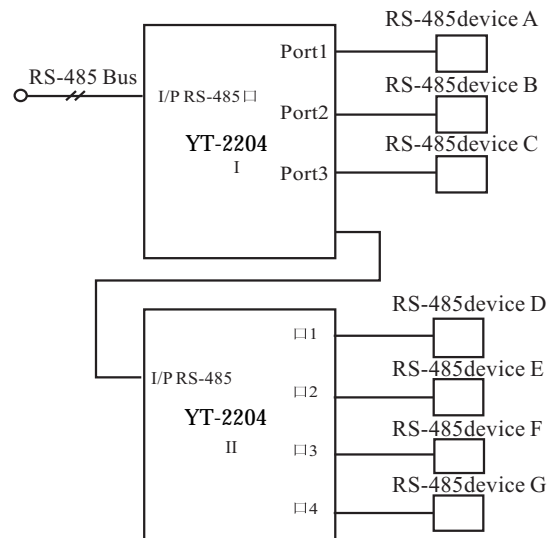 RS-485device A
Port1
RS-485 Bus
RS-485device B
I/P RS-485口
Port2
RS-485device C
YT-2204
I
Port3
RS-485device D
口1
RS-485device E
I/P RS-485
口2
YT-2204
RS-485device F
II
口3
RS-485device G
口4